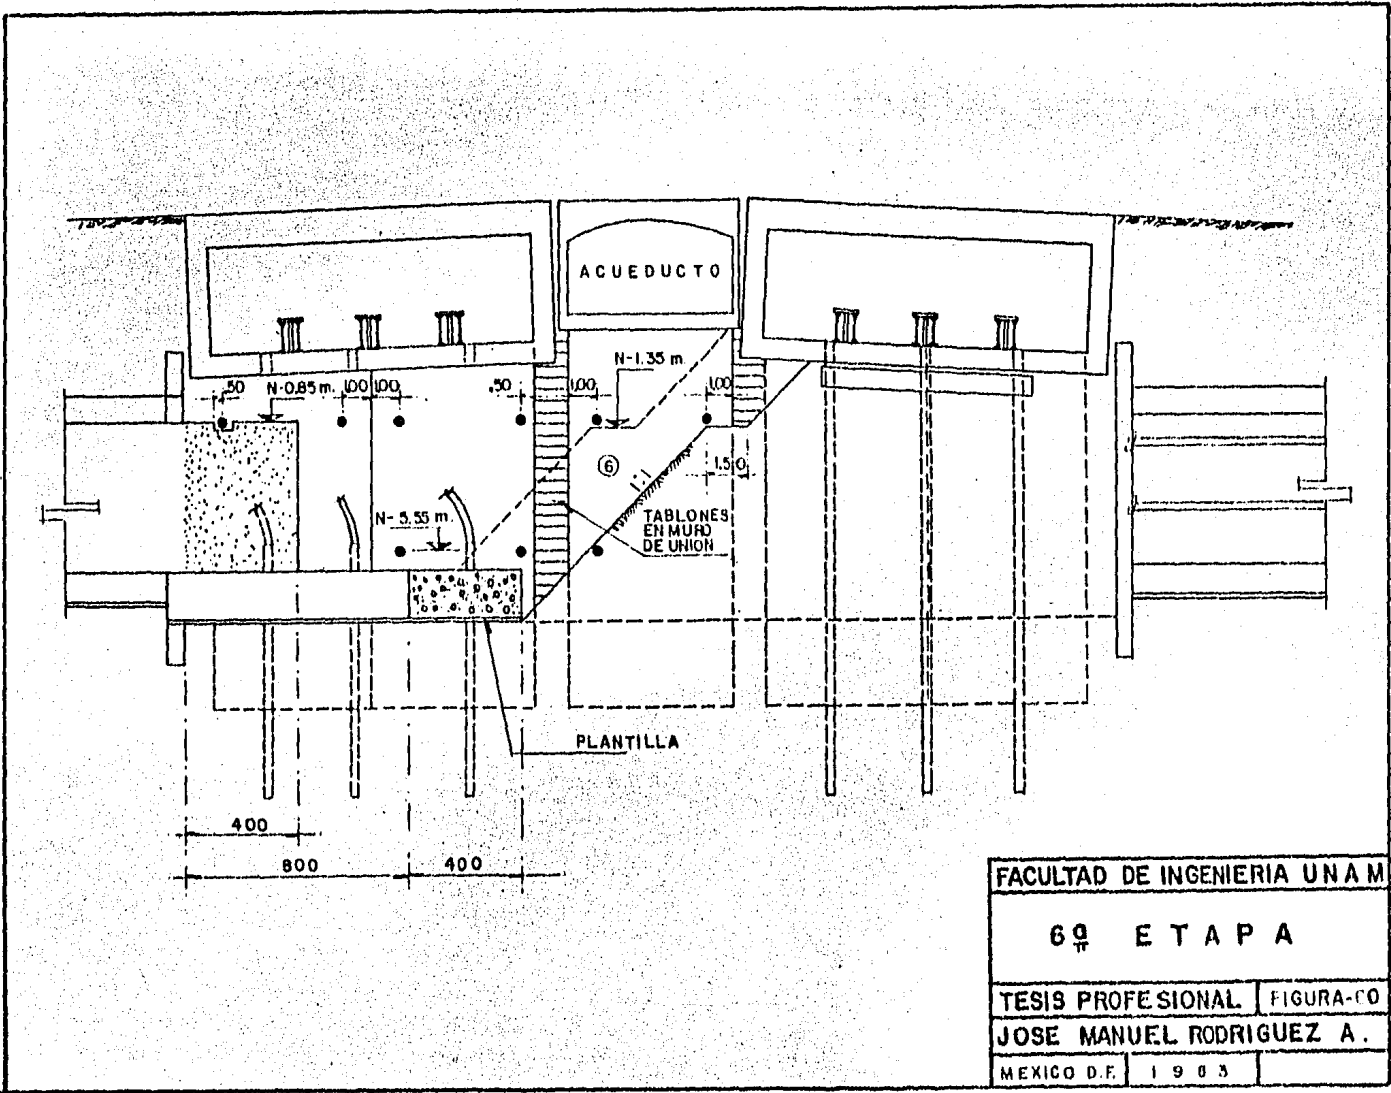 ACUEDUCTO
N-1.35 m.
.50
N-0.85 m.
1.00
1.00
.50
1.00
1.00
6
1:1
1.50
N-5.55 m.
TABLONES
EN MURO
DE UNION
PLANTILLA
400
800
400
FACULTAD DE INGENIERIA UNAM
6ª ETAPA
TESIS PROFESIONAL
JOSE MANUEL RODRIGUEZ A.
MEXICO D.F.